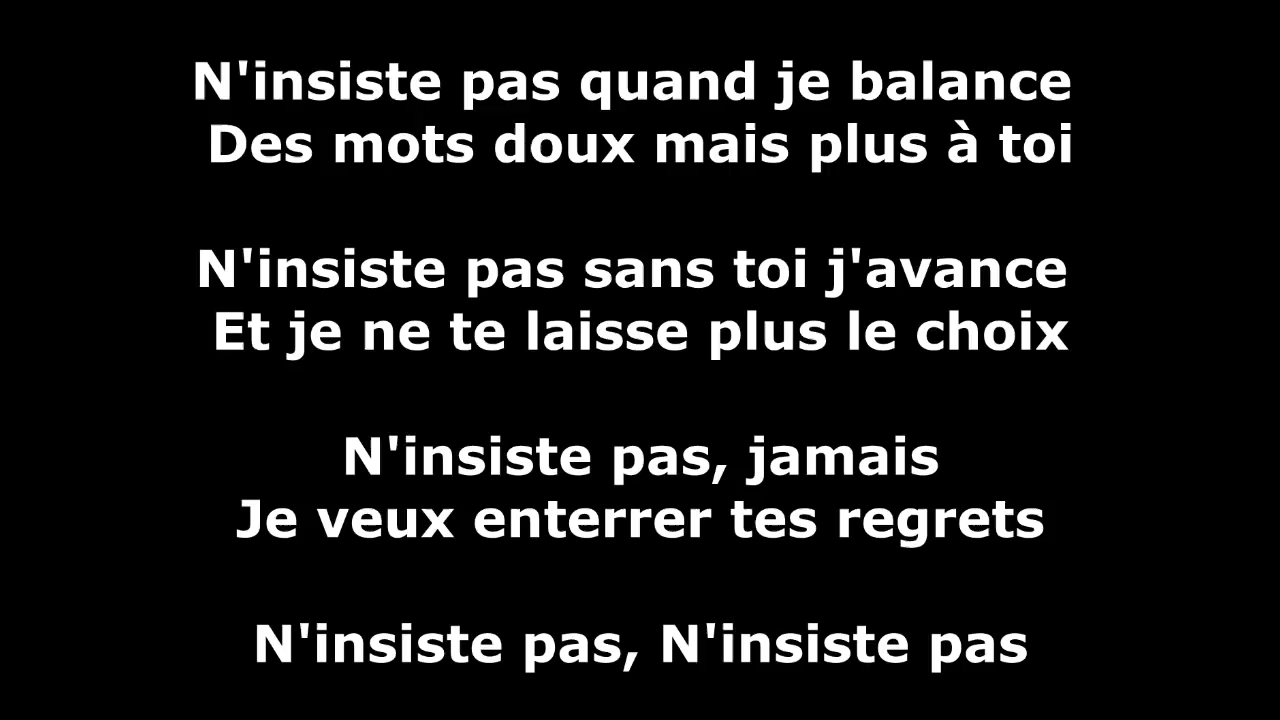 N'insiste pas quand je balance
Des mots doux mais plus à toi
N'insiste pas sans toi j'avance
Et je ne te laisse plus le choix
N'insiste pas, jamais
Je veux enterrer tes regrets
N'insiste pas, N'insiste pas